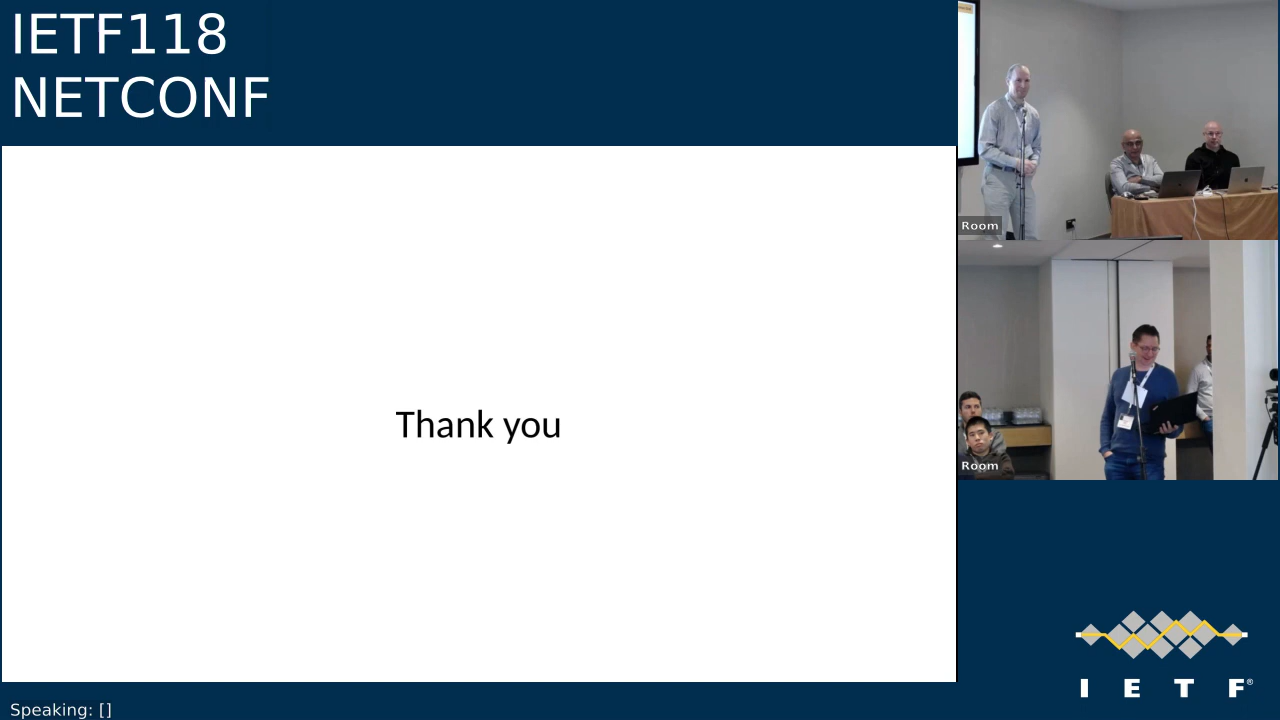 IETF118
NETCONF
Room
Thank you
Room
I E T F®
Speaking: []